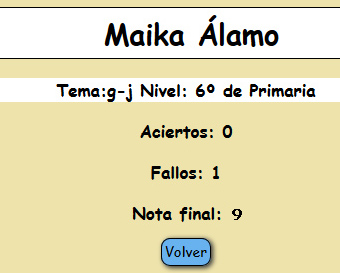 Maika Álamo
Tema:g-j Nivel: 6º de Primaria
Aciertos: 0
Fallos: 1
Nota final: 9
Volver